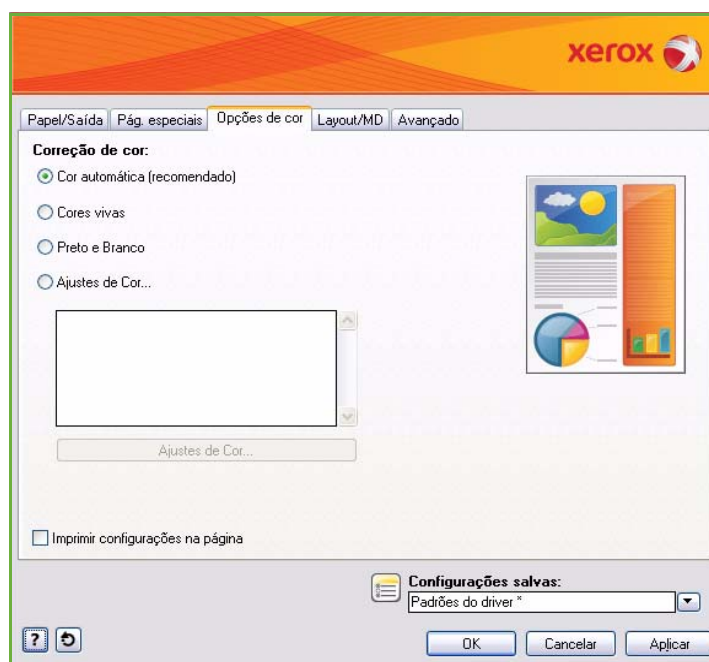 xerox
Papel/Saída Pág. especiais Opções de cor Layout/MD Avançado
Correção de cor:
Cor automática (recomendado)
Cores vivas
Preto e Branco
Ajustes de Cor...
Ajustes de Cor...
Imprimir configurações na página
Configurações salvas:
Padrões do driver *
? OK Cancelar Aplicar